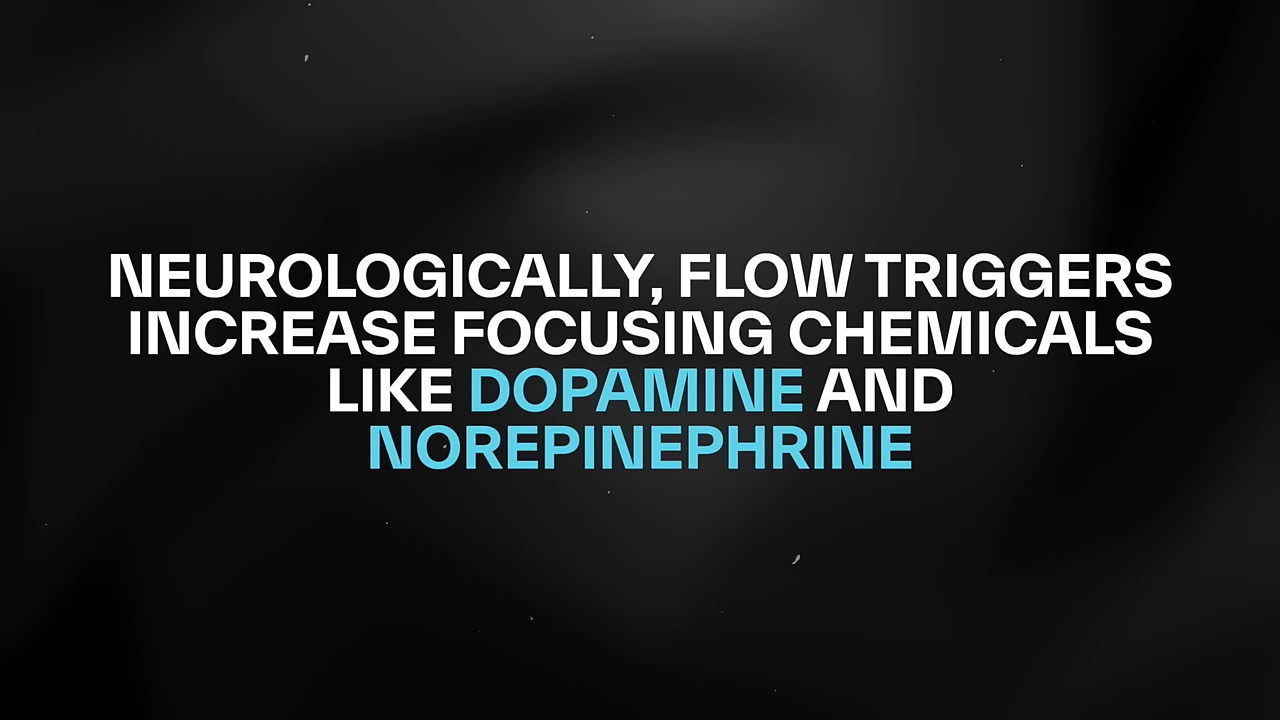 NEUROLOGICALLY, FLOW TRIGGERS
INCREASE FOCUSING CHEMICALS
LIKE DOPAMINE AND
NOREPINEPHRINE